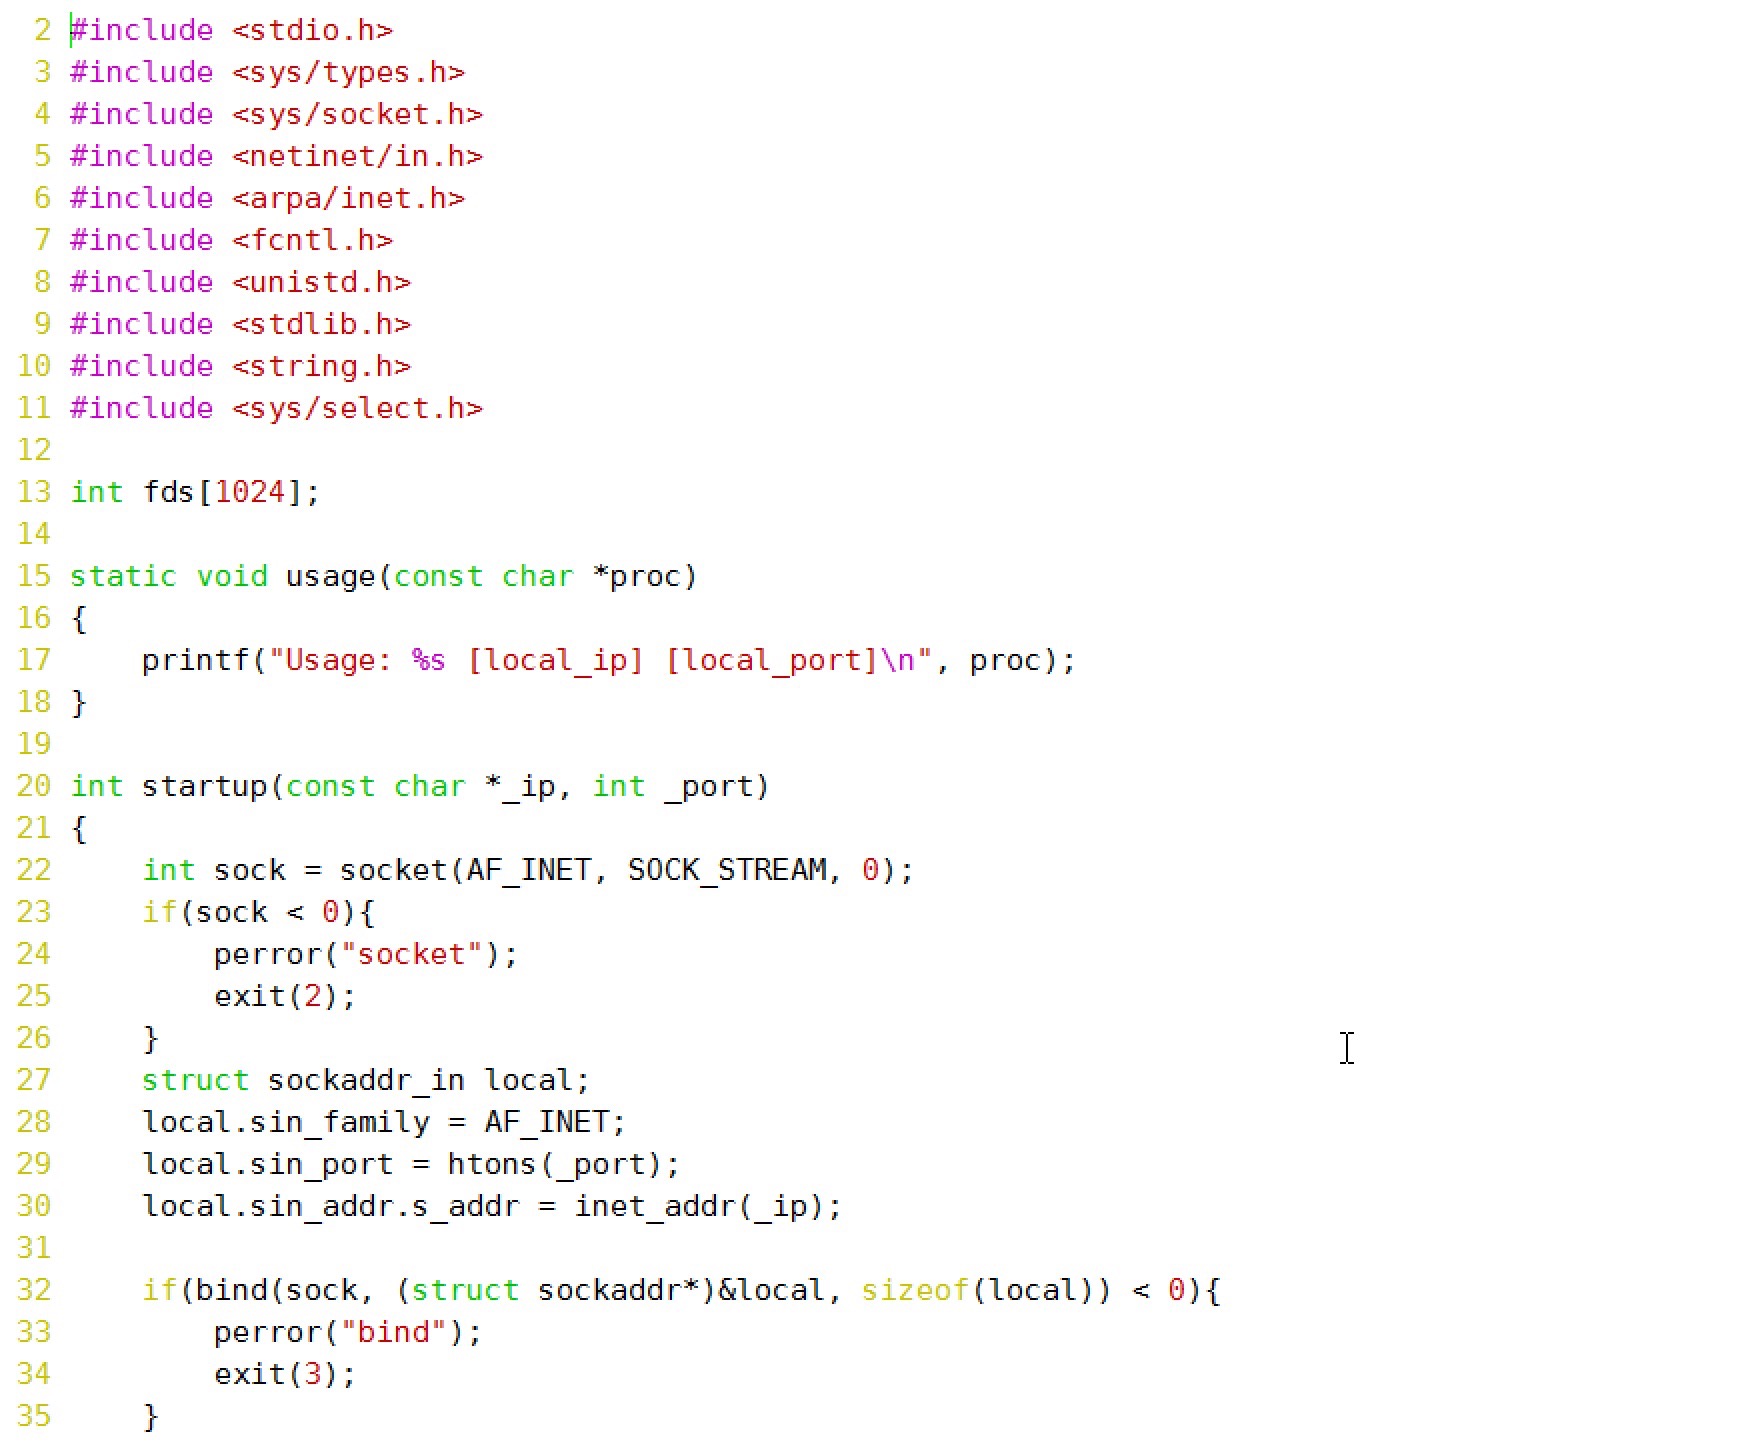 2 #include <stdio.h>
3 #include <sys/types.h>
4 #include <sys/socket.h>
5 #include <netinet/in.h>
6 #include <arpa/inet.h>
7 #include <fcntl.h>
8 #include <unistd.h>
9 #include <stdlib.h>
10 #include <string.h>
11 #include <sys/select.h>
12
13 int fds[1024];
14
15 static void usage(const char *proc)
16 {
17     printf("Usage: %s [local_ip] [local_port]\n", proc);
18 }
19
20 int startup(const char *_ip, int _port)
21 {
22     int sock = socket(AF_INET, SOCK_STREAM, 0);
23     if(sock < 0){
24         perror("socket");
25         exit(2);
26     }
27     struct sockaddr_in local;
28     local.sin_family = AF_INET;
29     local.sin_port = htons(_port);
30     local.sin_addr.s_addr = inet_addr(_ip);
31
32     if(bind(sock, (struct sockaddr*)&local, sizeof(local)) < 0){
33         perror("bind");
34         exit(3);
35     }